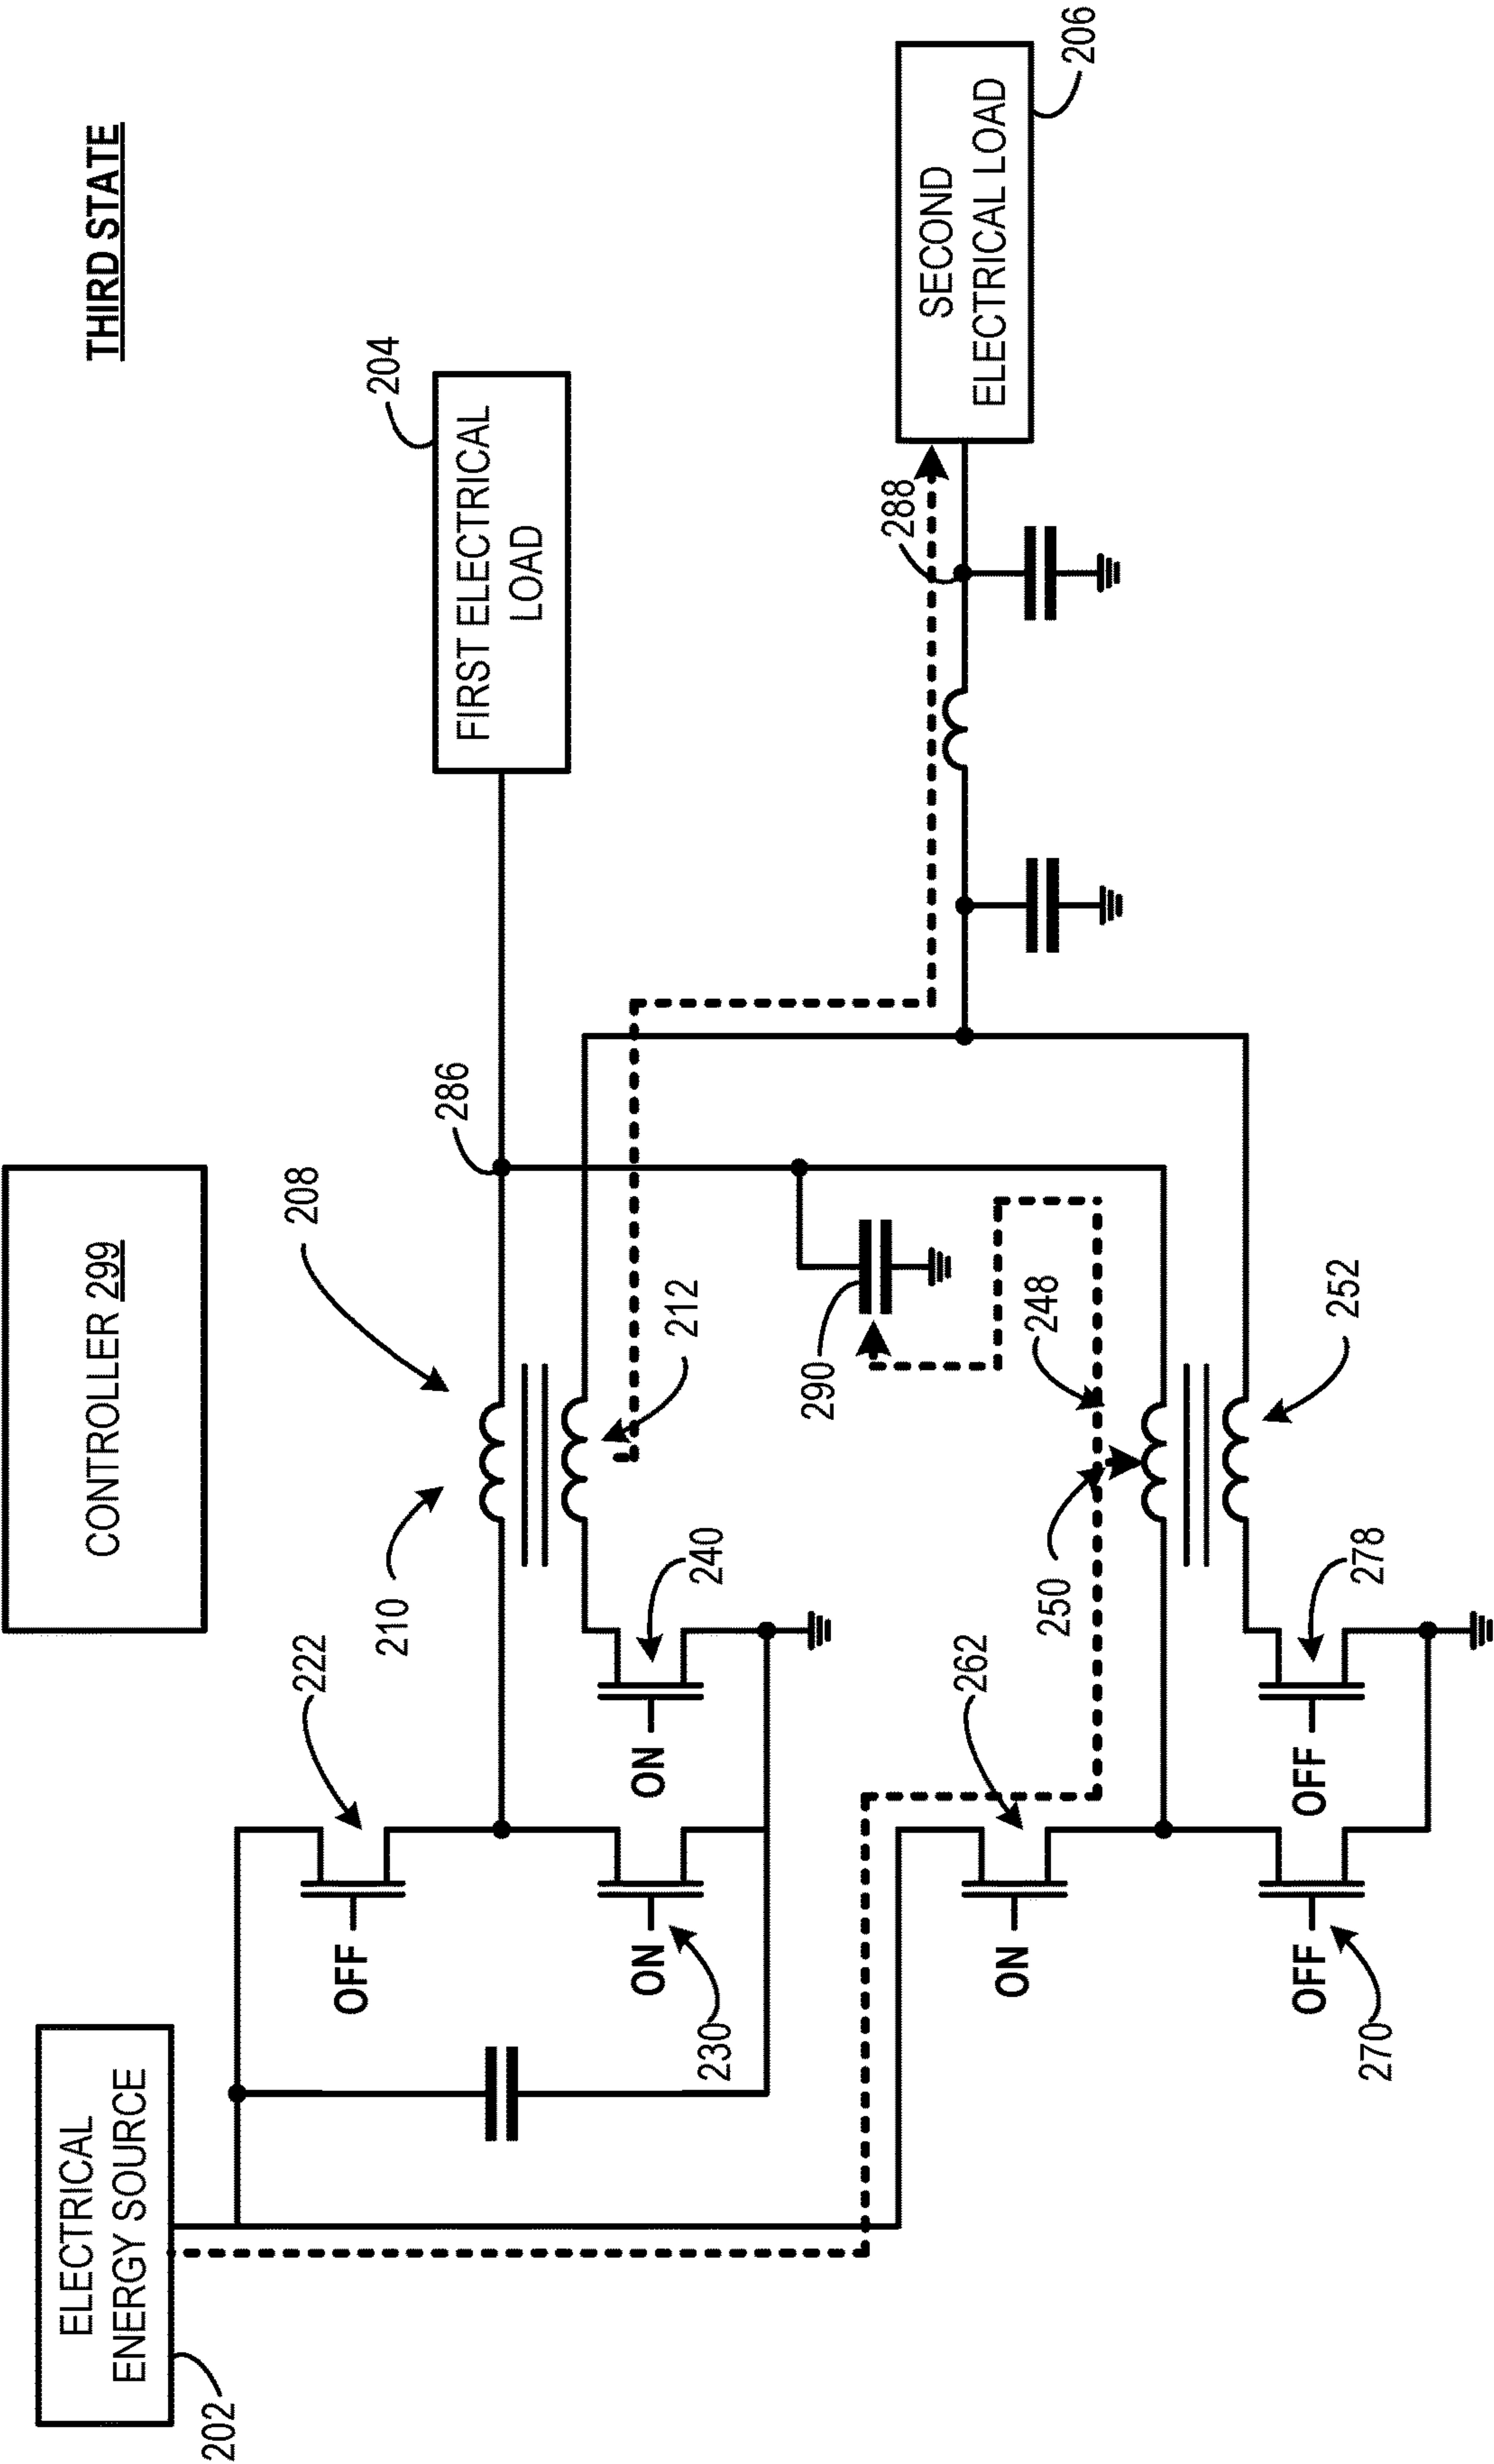 THIRD STATE
CONTROLLER 299
ELECTRICAL
ENERGY SOURCE
202
222
OFF
210
208
286
204
FIRST ELECTRICAL
LOAD
ON
230
ON
240
212
290
288
SECOND
ELECTRICAL LOAD
206
ON
262
250
248
OFF
270
OFF
278
252